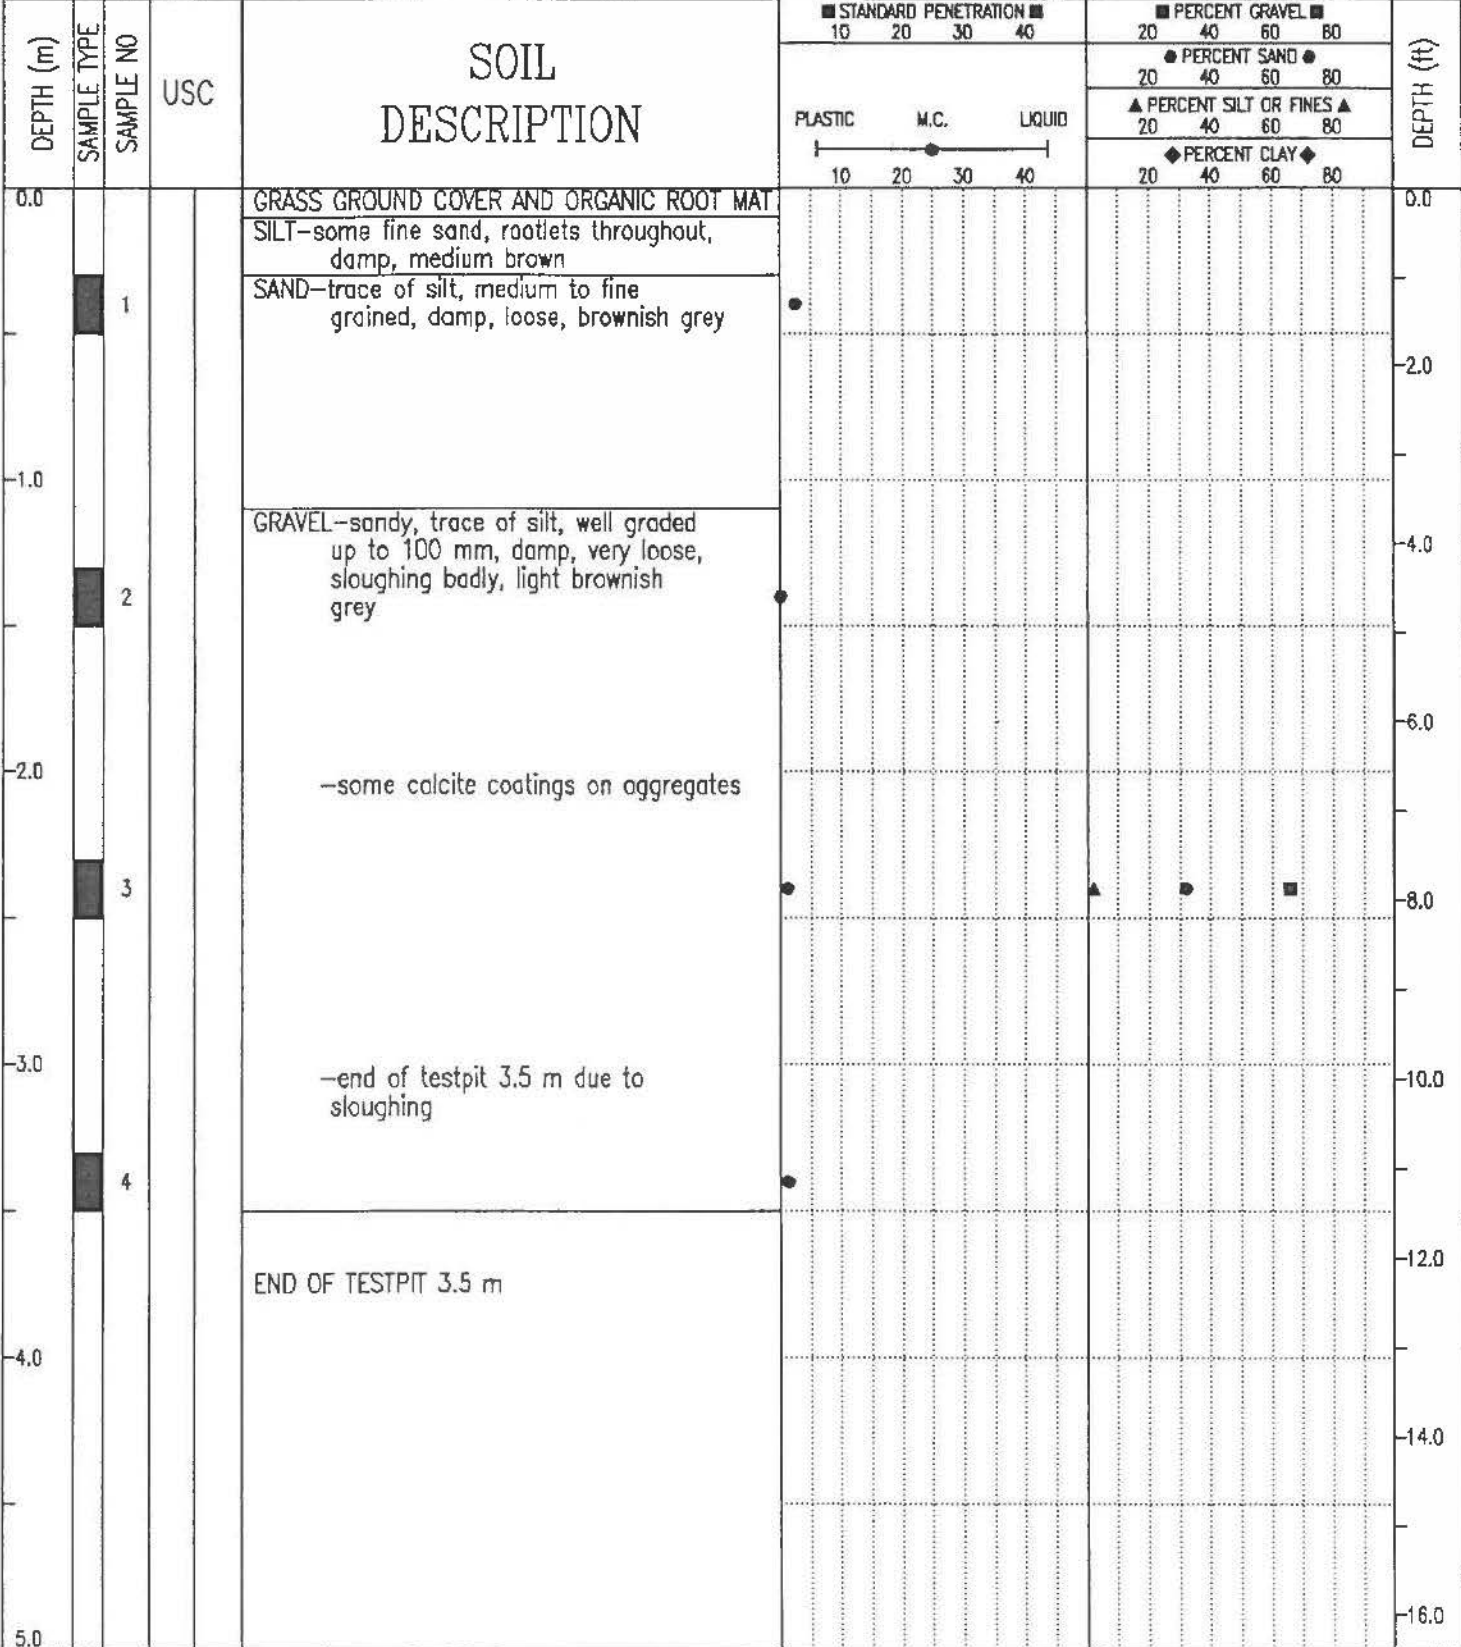 DEPTH (m)
SAMPLE TYPE
SAMPLE NO
USC
SOIL
DESCRIPTION
■ STANDARD PENETRATION ■
10 20 30 40
PLASTIC M.C. LIQUID
10 20 30 40
■ PERCENT GRAVEL ■
20 40 60 80
● PERCENT SAND ●
20 40 60 80
▲ PERCENT SILT OR FINES ▲
20 40 60 80
◆ PERCENT CLAY ◆
20 40 60 80
DEPTH (ft)
0.0
GRASS GROUND COVER AND ORGANIC ROOT MAT
0.0
SILT-some fine sand, rootlets throughout,
damp, medium brown
1
SAND-trace of silt, medium to fine
grained, damp, loose, brownish grey
2.0
1.0
GRAVEL-sandy, trace of silt, well graded
up to 100 mm, damp, very loose,
sloughing badly, light brownish
grey
4.0
2
6.0
2.0
-some calcite coatings on aggregates
3
8.0
3.0
-end of testpit 3.5 m due to
sloughing
10.0
4
12.0
END OF TESTPIT 3.5 m
4.0
14.0
16.0
5.0